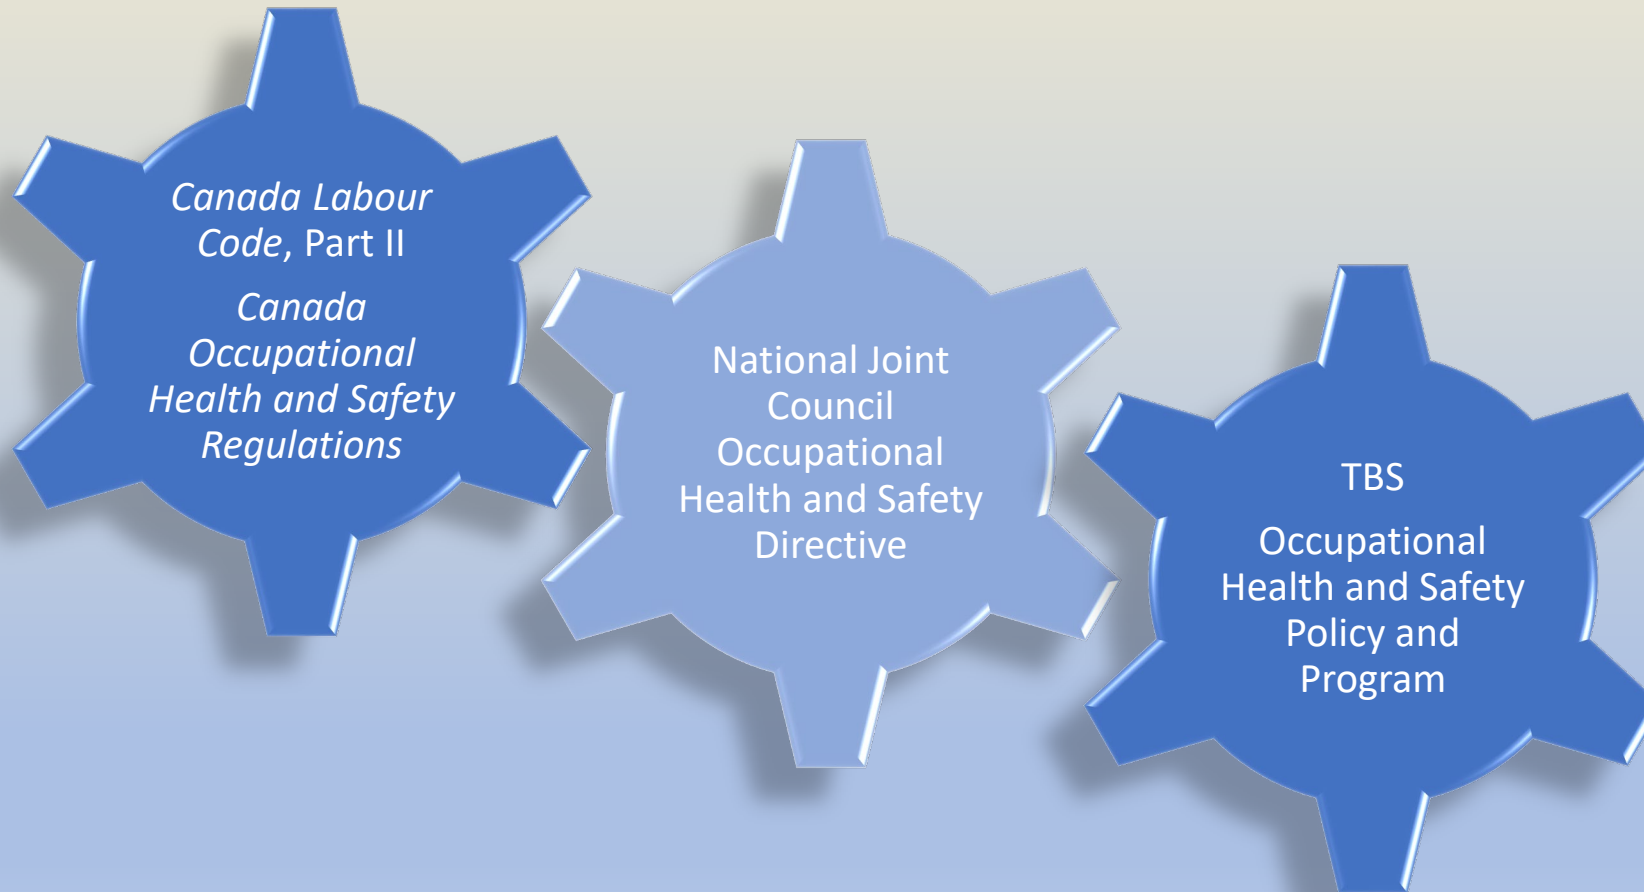 Canada Labour
Code, Part II
Canada
Occupational
Health and Safety
Regulations
National Joint
Council
Occupational
Health and Safety
Directive
TBS
Occupational
Health and Safety
Policy and
Program